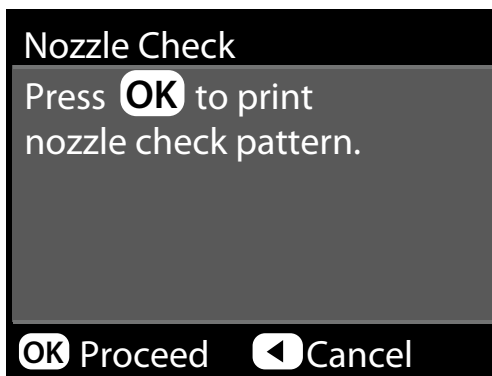 Nozzle Check
Press OK to print
nozzle check pattern.
OK Proceed Cancel